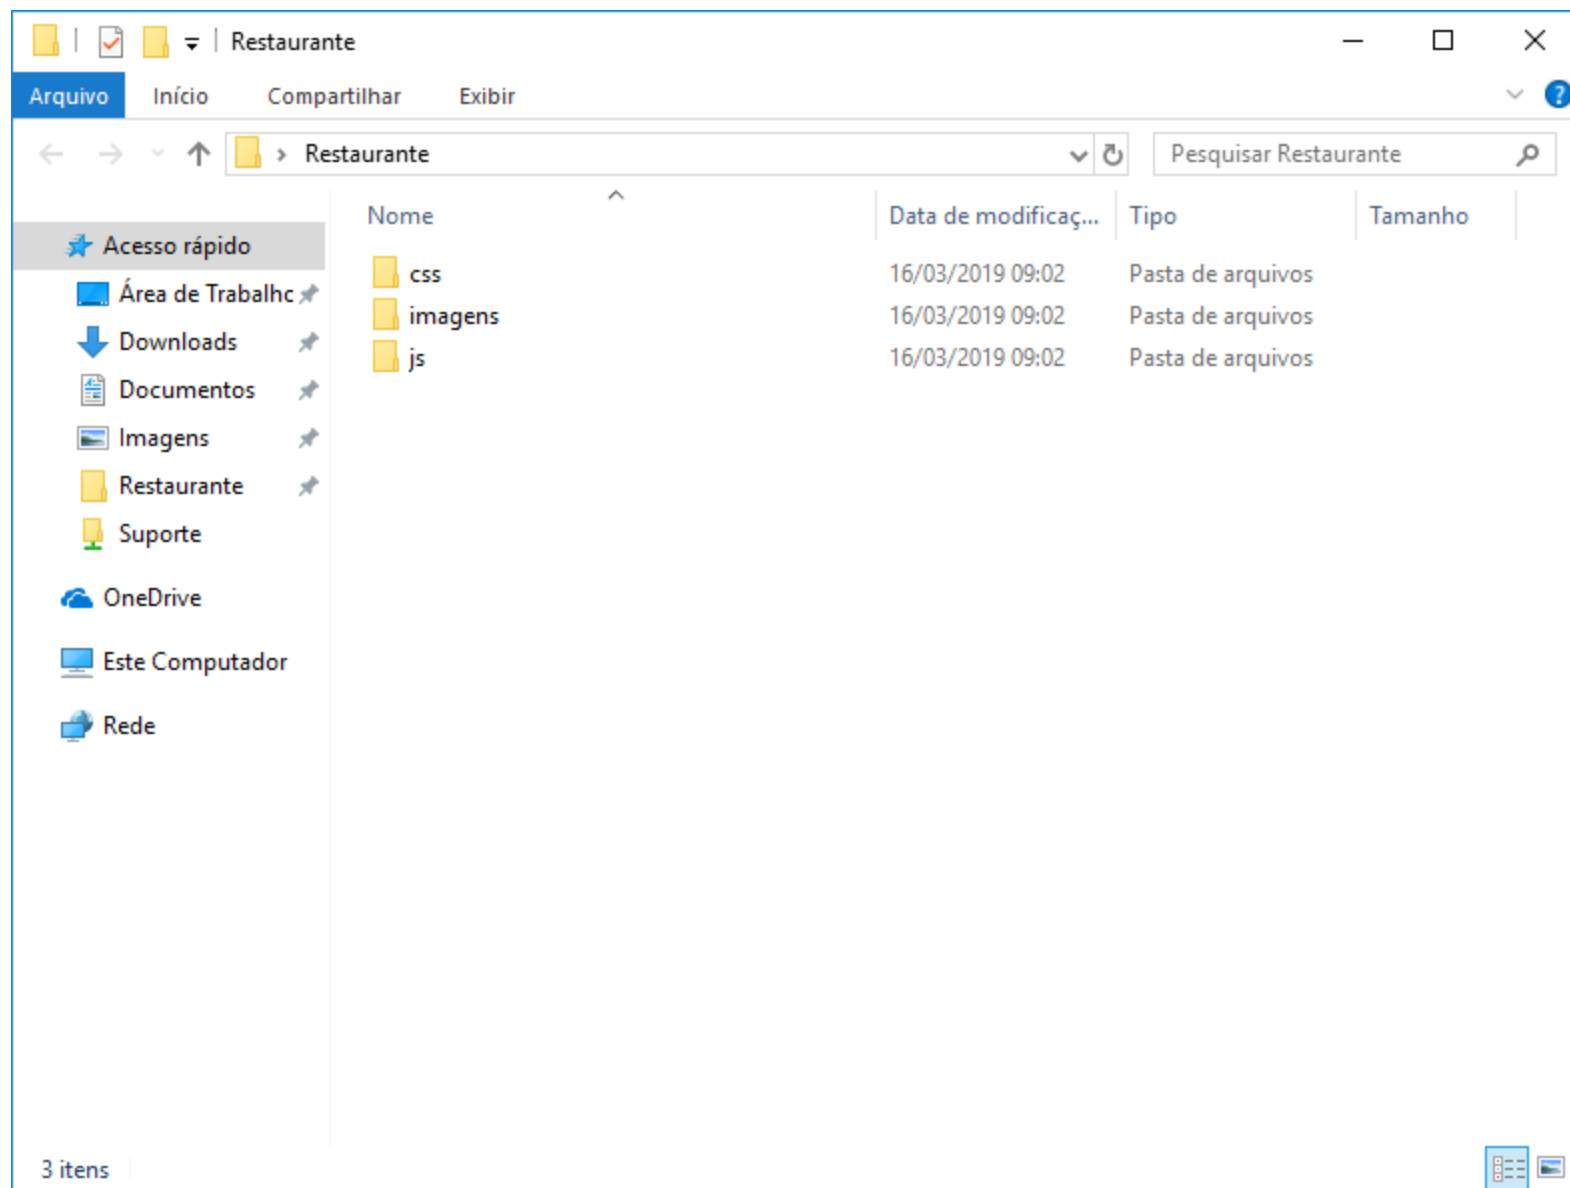 Restaurante
Arquivo Início Compartilhar Exibir ?
Restaurante Pesquisar Restaurante
Nome Data de modificaç... Tipo Tamanho
Acesso rápido
Área de Trabalhc
Downloads
Documentos
Imagens
Restaurante
Suporte
OneDrive
Este Computador
Rede
css 16/03/2019 09:02 Pasta de arquivos
imagens 16/03/2019 09:02 Pasta de arquivos
js 16/03/2019 09:02 Pasta de arquivos
3 itens